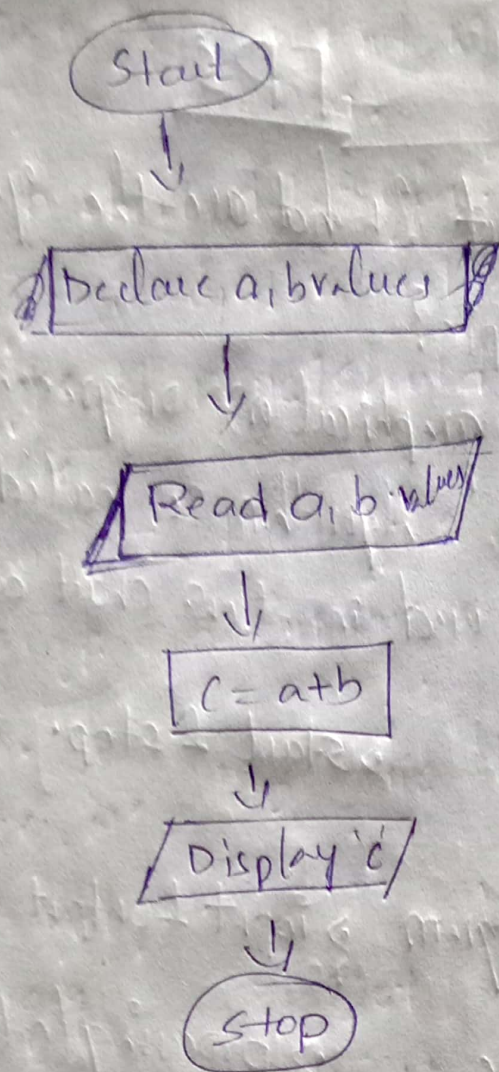 Start
Declare a, b values
Read a, b values
C = a+b
Display 'c'
Stop